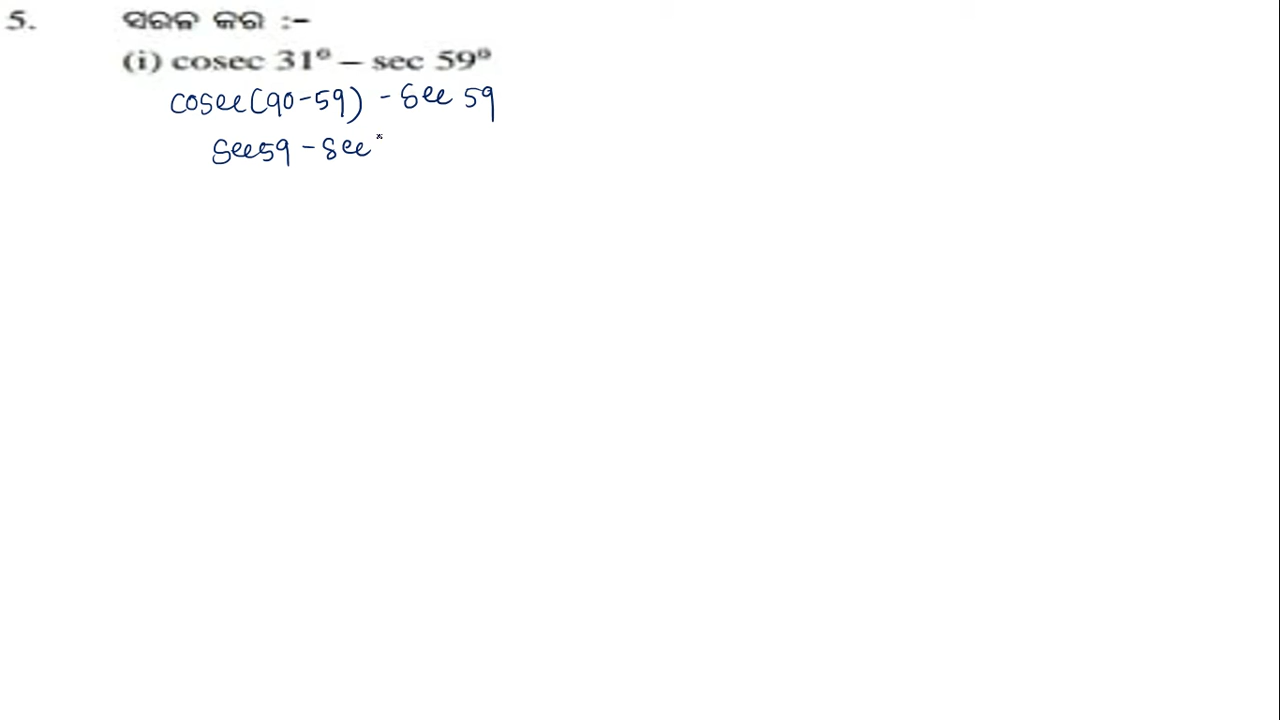 5. ସରଳ କର :-
(i) cosec 31° – sec 59°
cosec(90-59) - sec 59
sec59 - sec